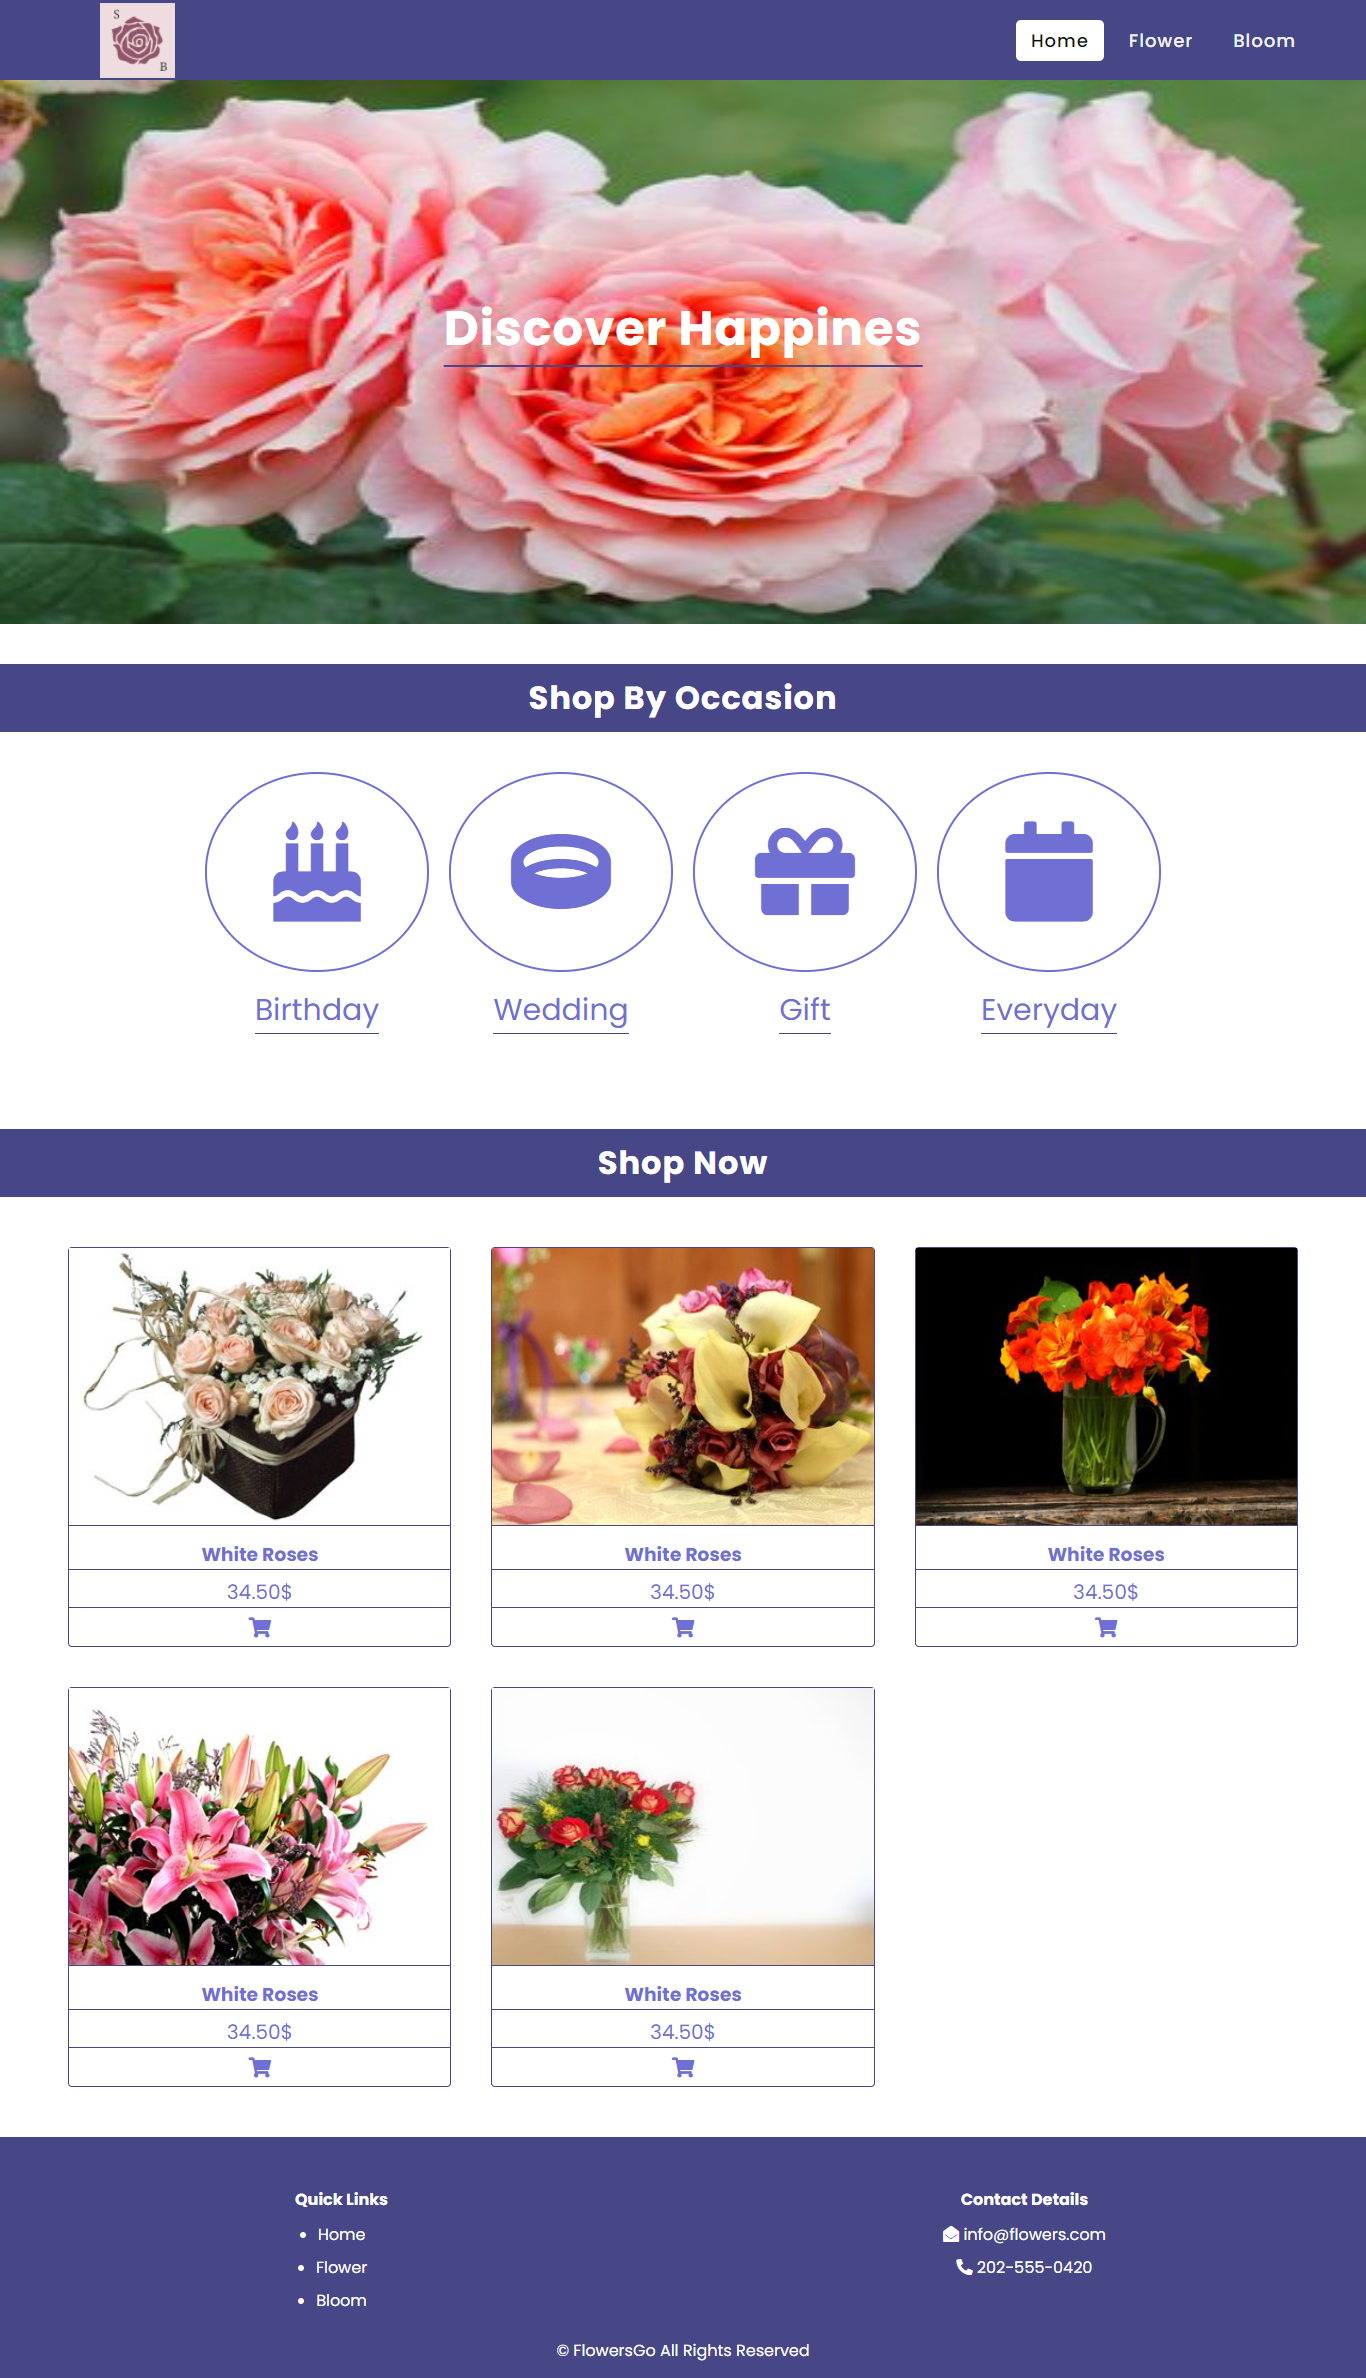 S
B
Home Flower Bloom
Discover Happines
Shop By Occasion
Birthday Wedding Gift Everyday
Shop Now
White Roses White Roses White Roses
34.50$ 34.50$ 34.50$
White Roses White Roses
34.50$ 34.50$
Quick Links
Home
Flower
Bloom
Contact Details
info@flowers.com
202-555-0420
© FlowersGo All Rights Reserved